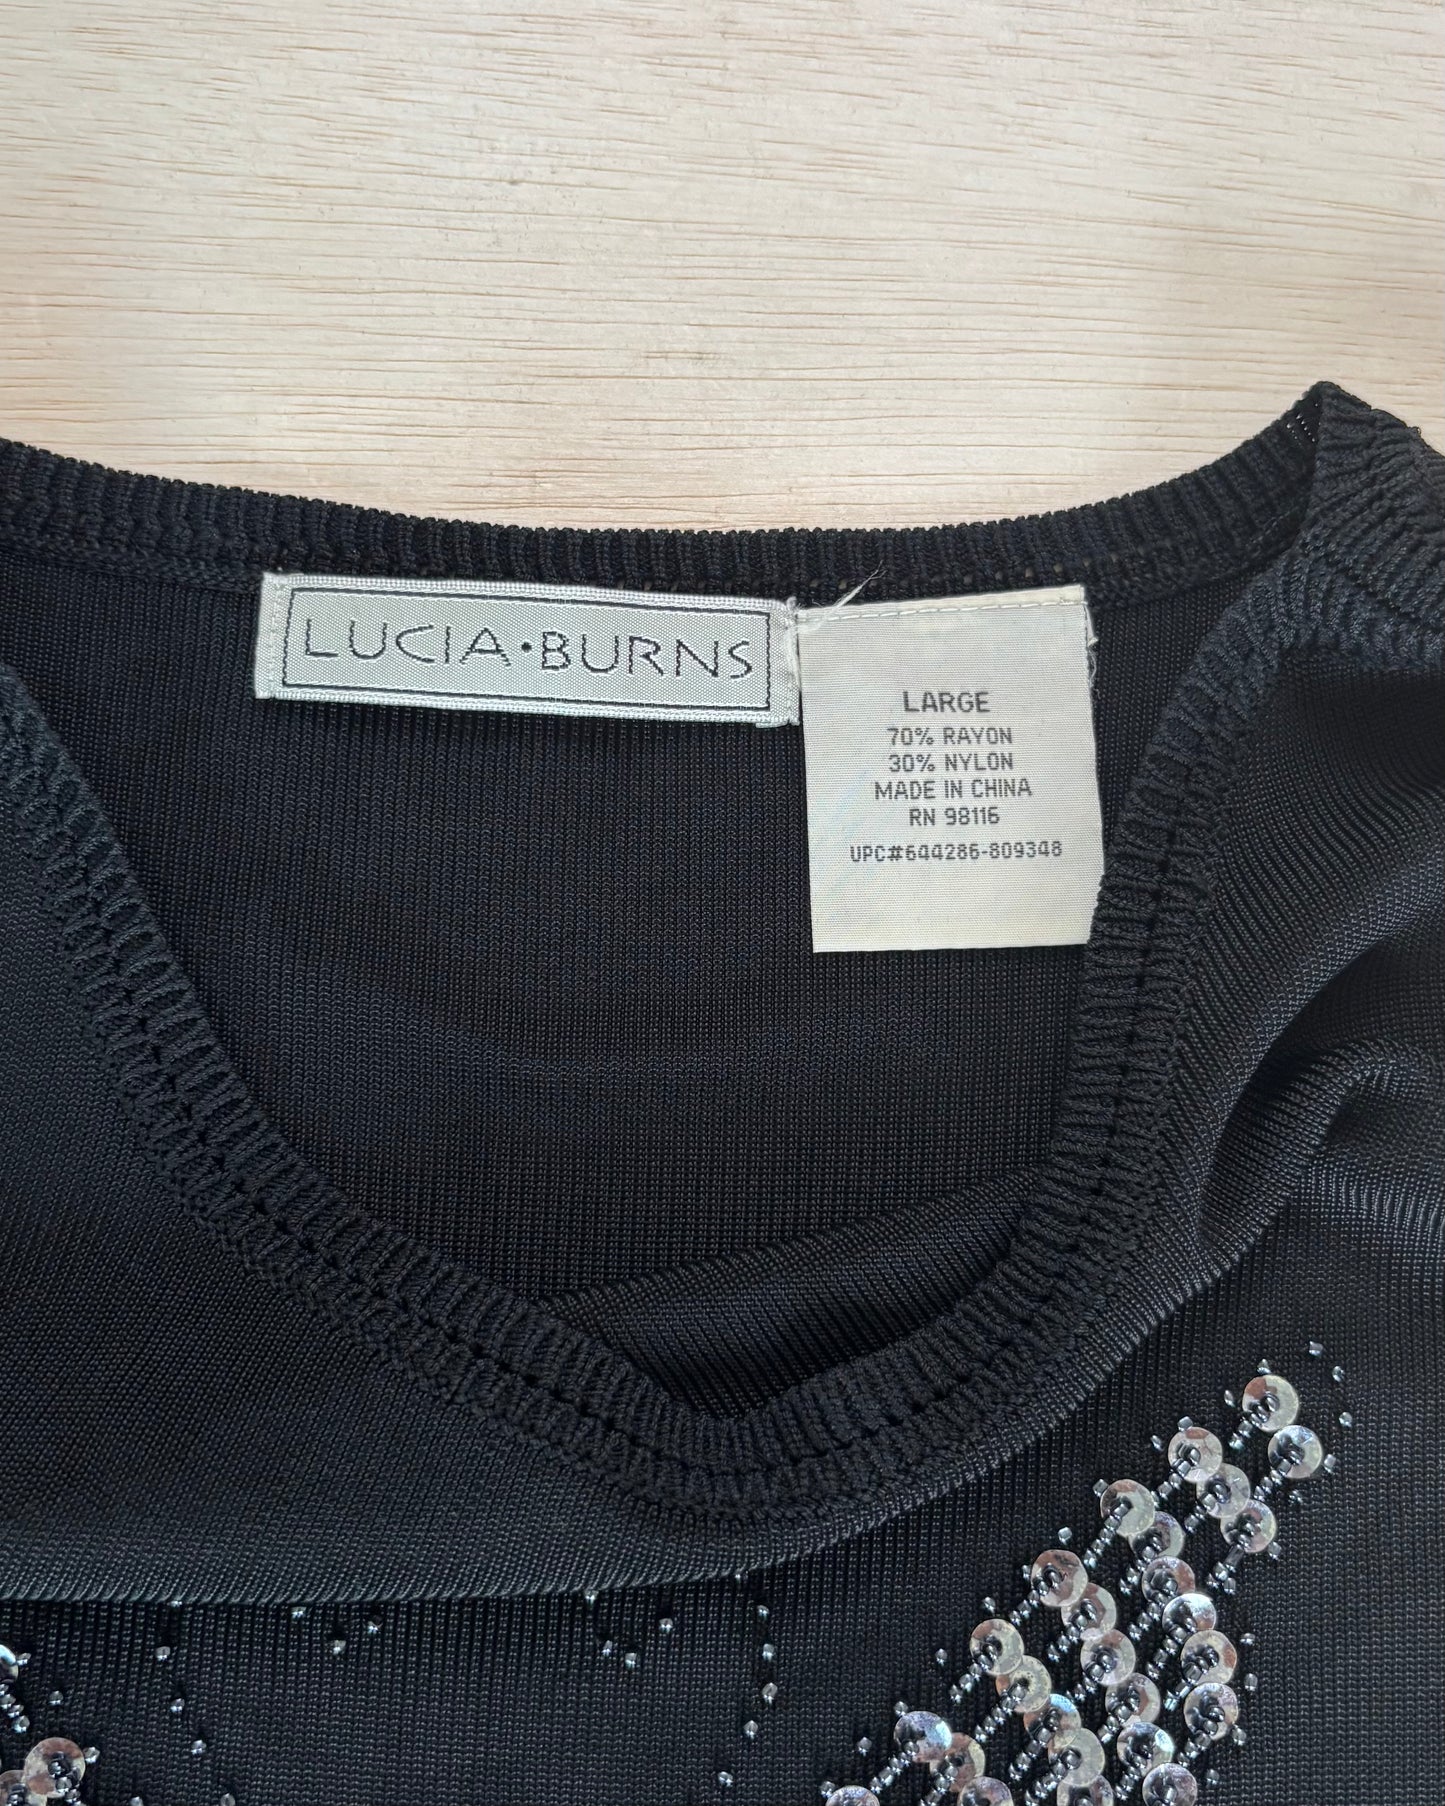 LUCIA • BURNS
LARGE
70% RAYON
30% NYLON
MADE IN CHINA
RN 98116
UPC#644286-809348